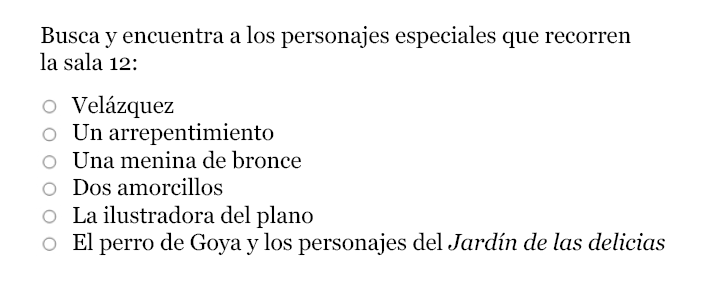 Busca y encuentra a los personajes especiales que recorren
la sala 12:
Velázquez
Un arrepentimiento
Una menina de bronce
Dos amorcillos
La ilustradora del plano
El perro de Goya y los personajes del Jardín de las delicias